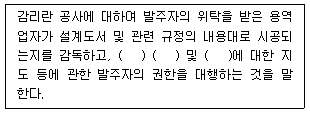 감리란 공사에 대하여 발주자의 위탁을 받은 용역
업자가 설계도서 및 관련 규정의 내용대로 시공되
는지를 감독하고, (    ) (    ) 및 (    )에 대한 지
도 등에 관한 발주자의 권한을 대행하는 것을 말
한다.